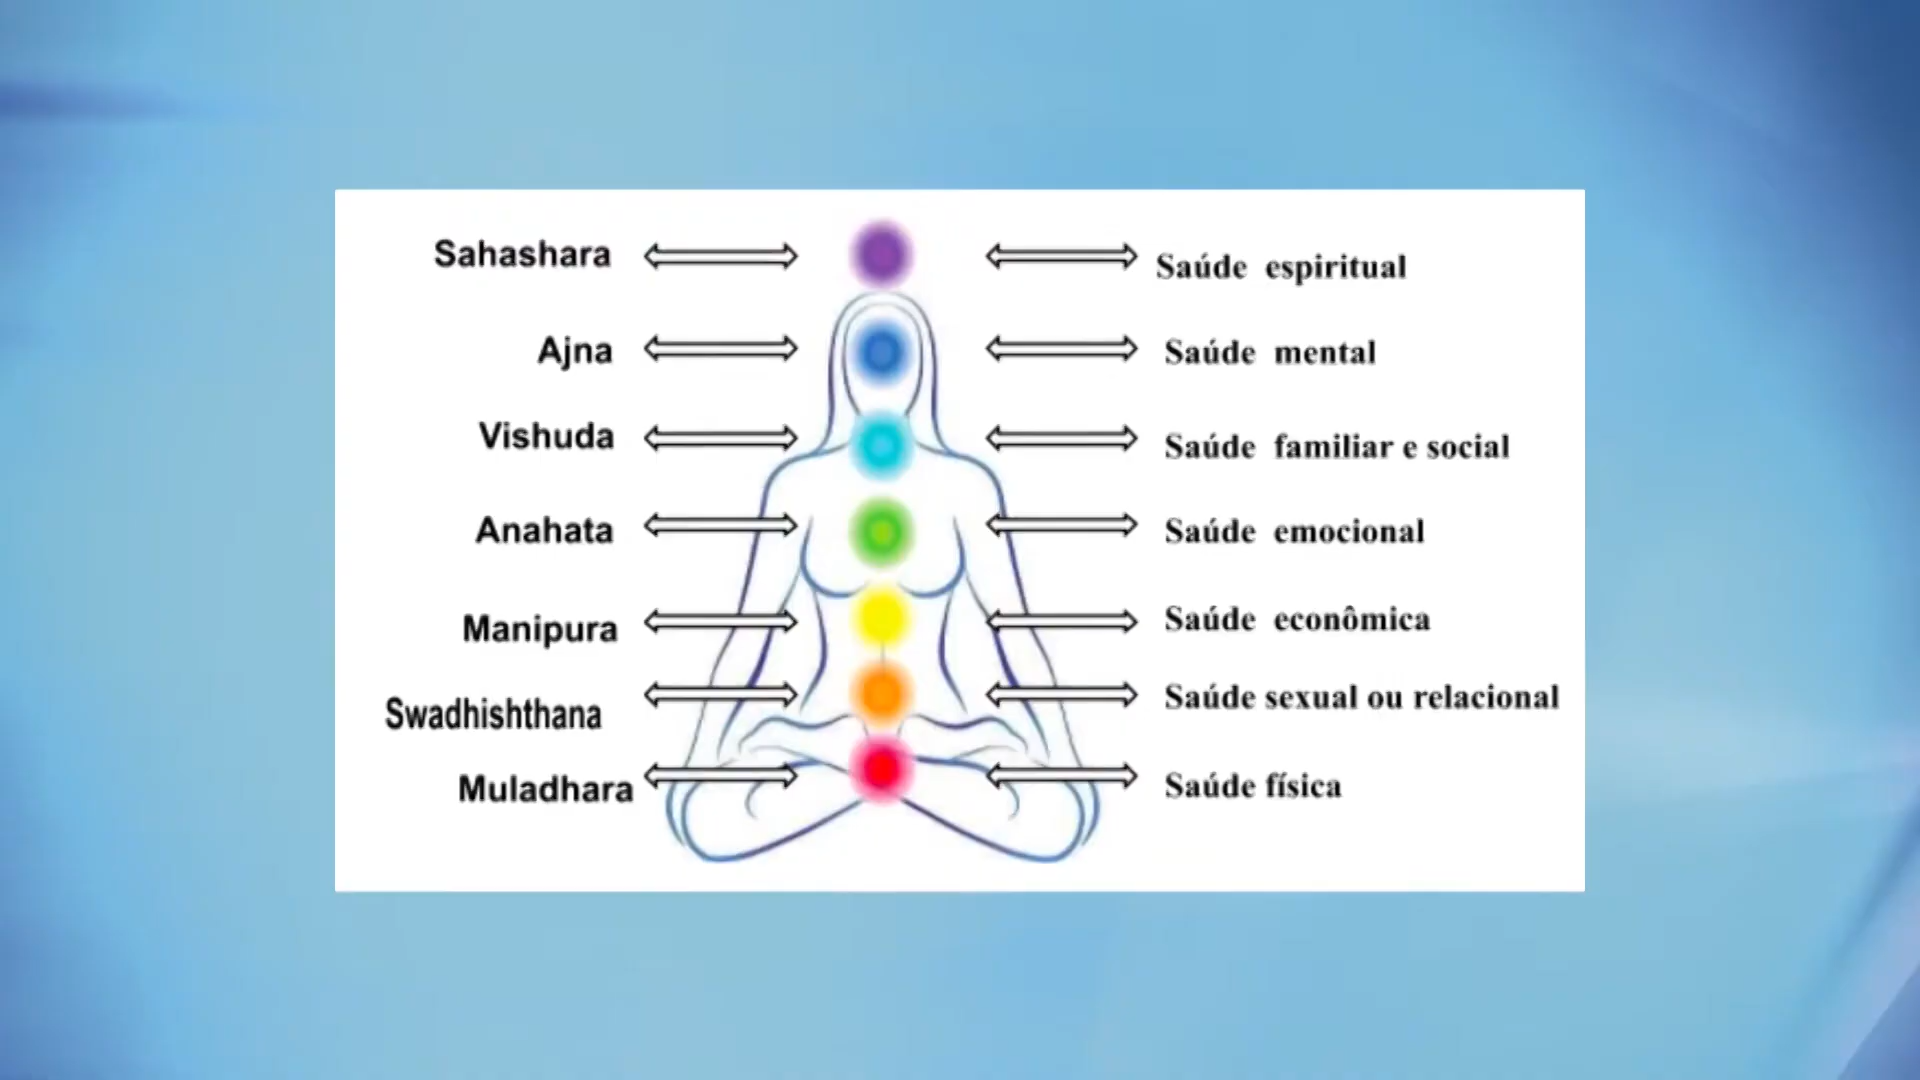 Sahashara
Saúde espiritual
Ajna
Saúde mental
Vishuda
Saúde familiar e social
Anahata
Saúde emocional
Manipura
Saúde econômica
Swadhishthana
Saúde sexual ou relacional
Muladhara
Saúde física